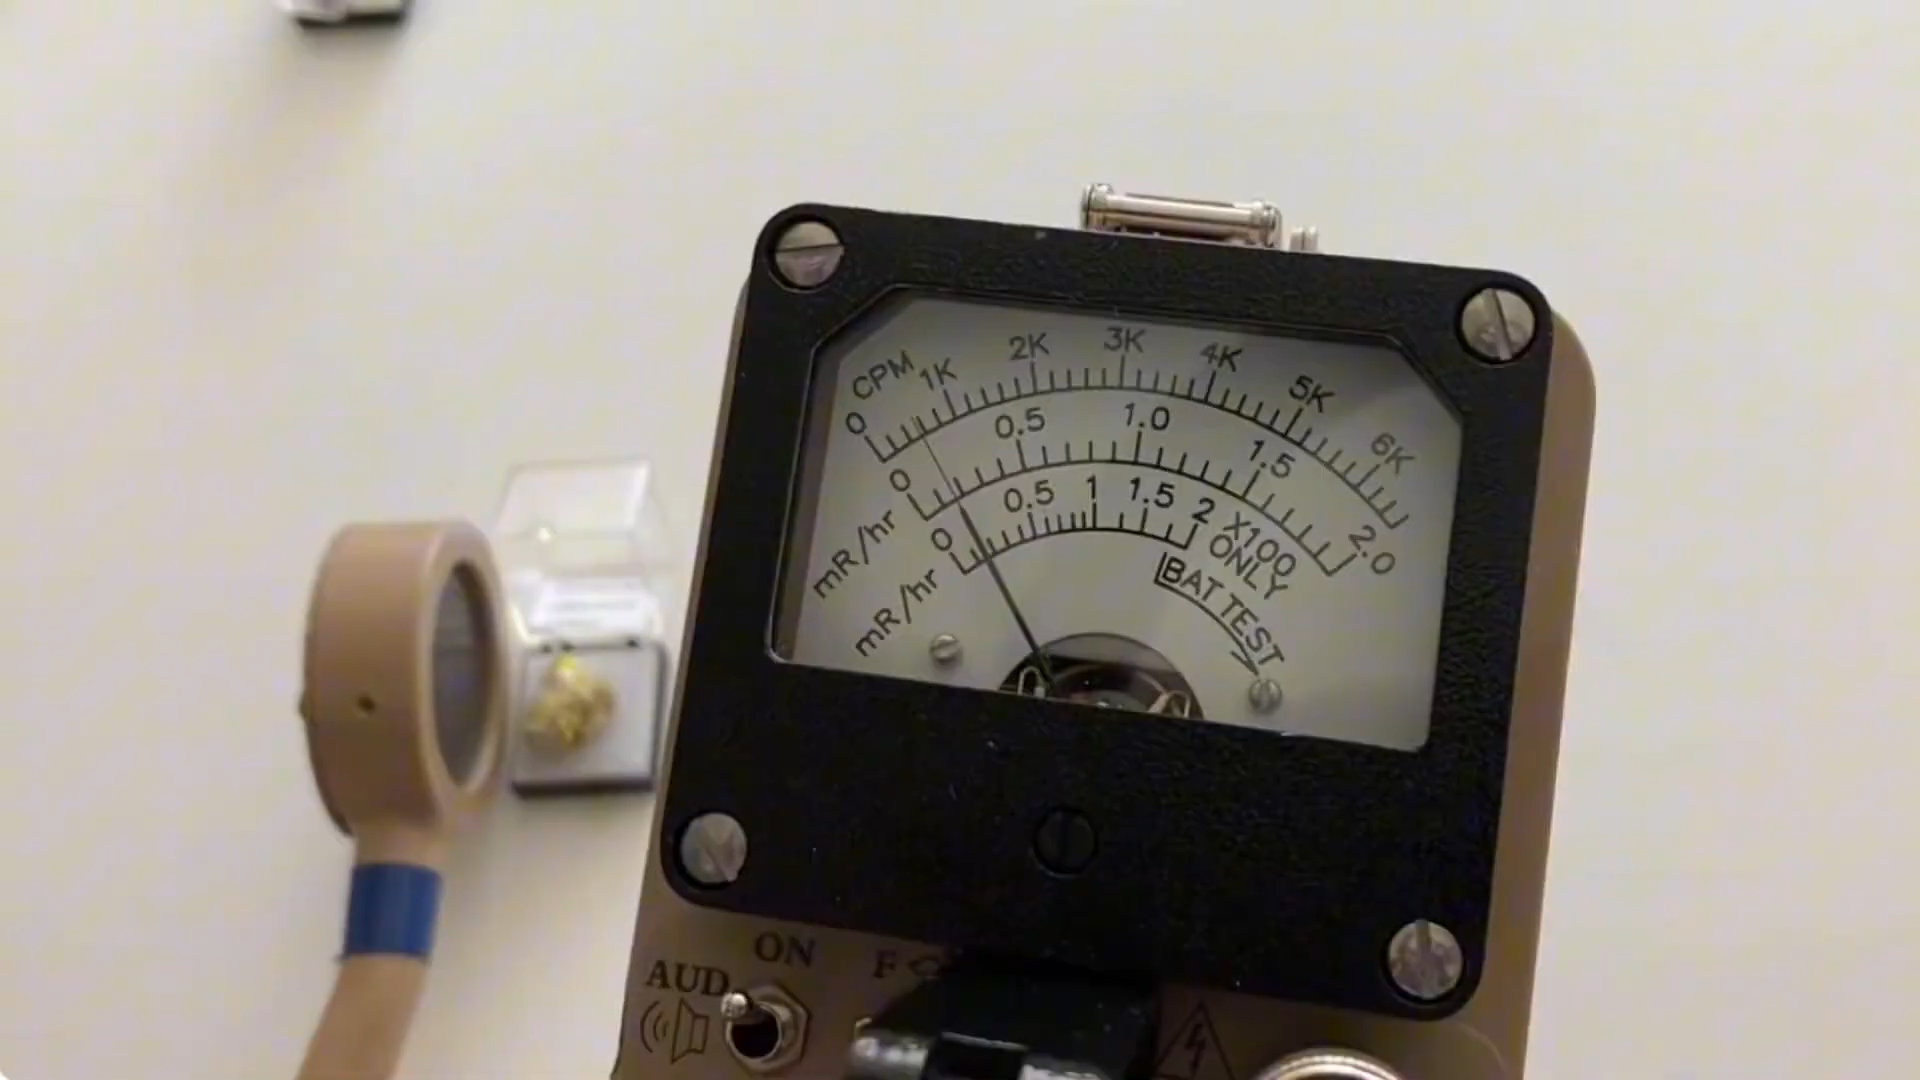 CPM
0 1K 2K 3K 4K 5K 6K
0 0.5 1.0 1.5 2.0
mR/hr
0 0.5 1 1.5 2 X100
ONLY
mR/hr
BAT TEST
ON
AUD
F